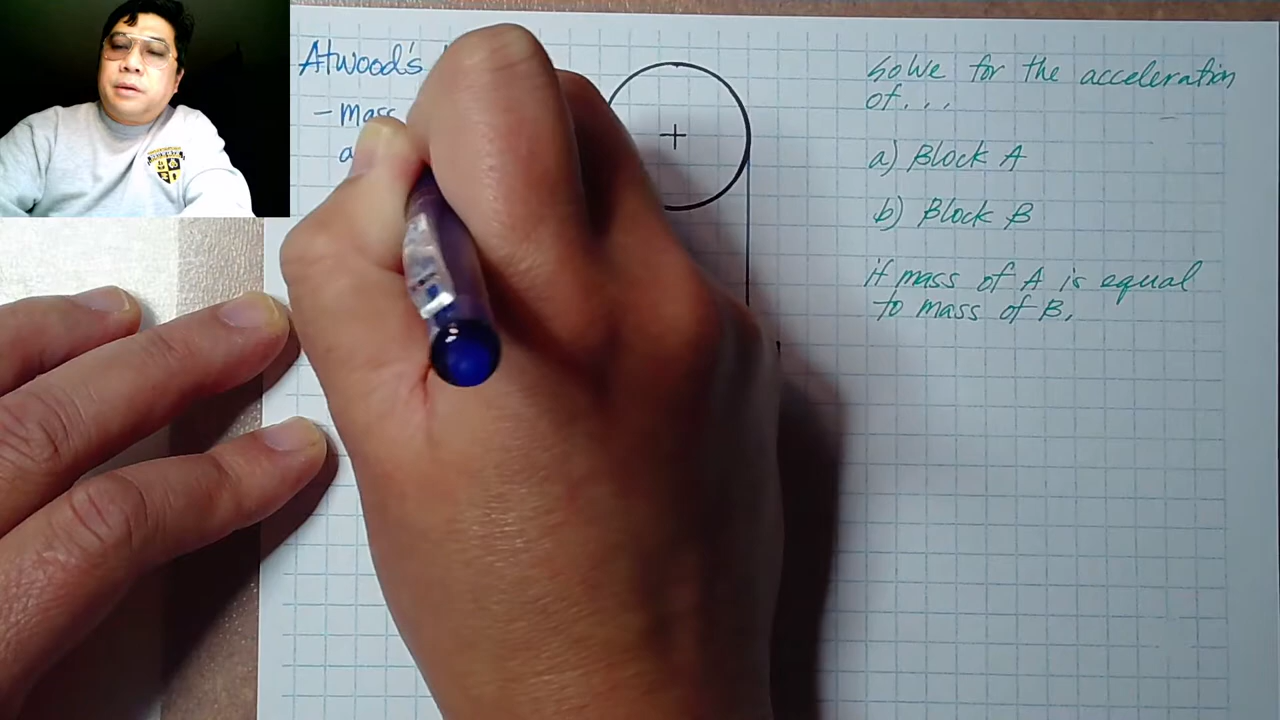 Atwood's
- Mass
Solve for the acceleration
of...
a) Block A
b) Block B
if mass of A is equal
to mass of B.